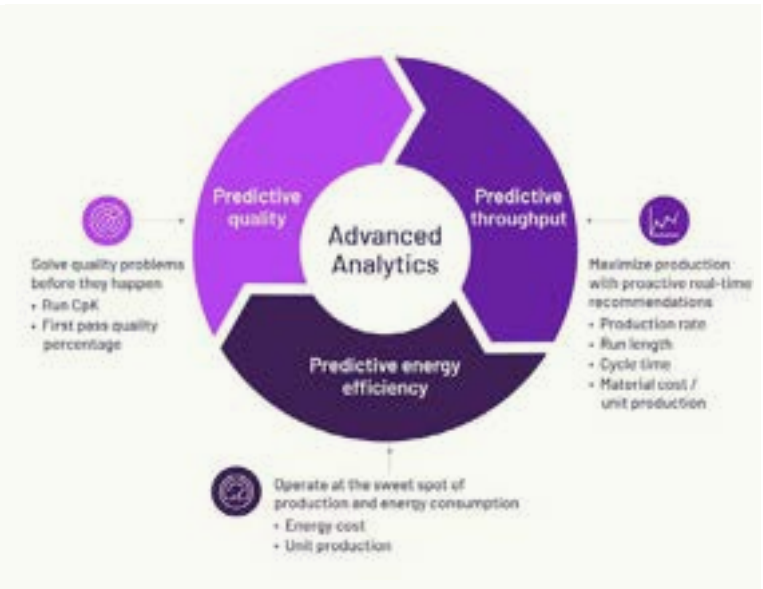 Predictive
quality
Predictive
throughput
Advanced
Analytics
Predictive energy
efficiency
Solve quality problems
before they happen
• Run CpK
• First pass quality
percentage
Maximize production
with proactive real-time
recommendations
• Production rate
• Run length
• Cycle time
• Material cost /
unit production
Operate at the sweet spot of
production and energy consumption
• Energy cost
• Unit production